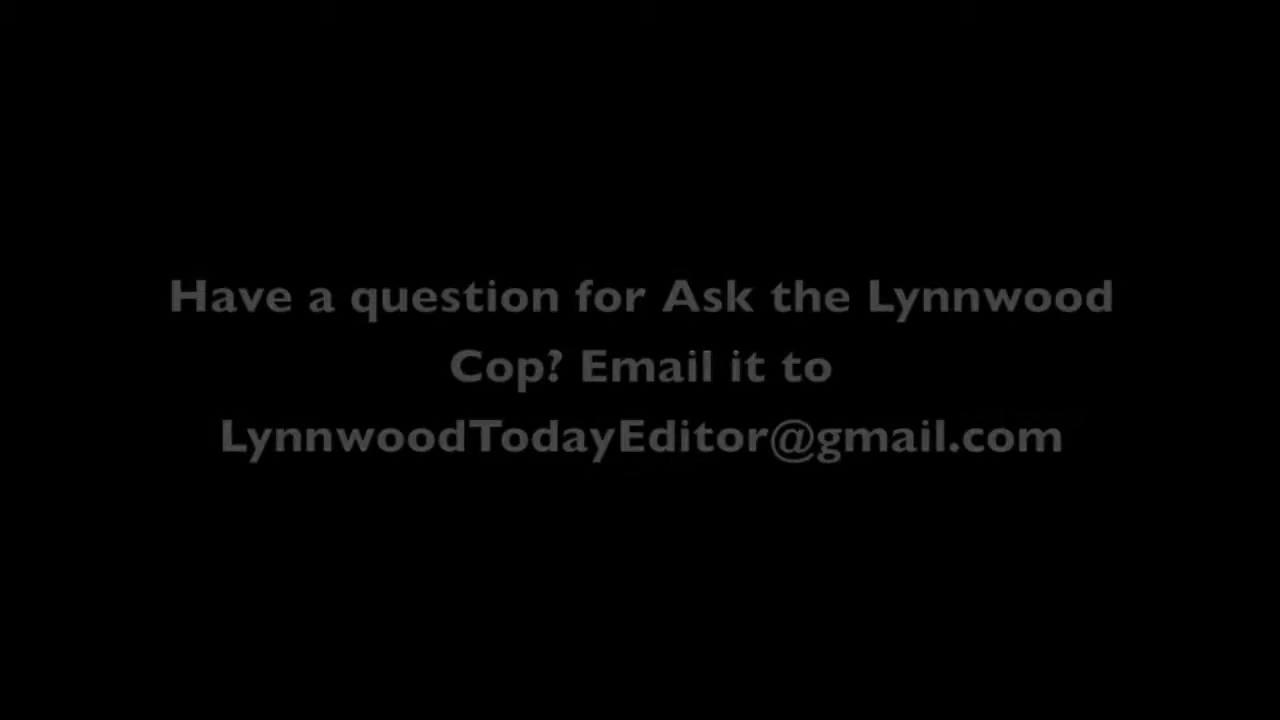 Have a question for Ask the Lynnwood
Cop? Email it to
LynnwoodTodayEditor@gmail.com